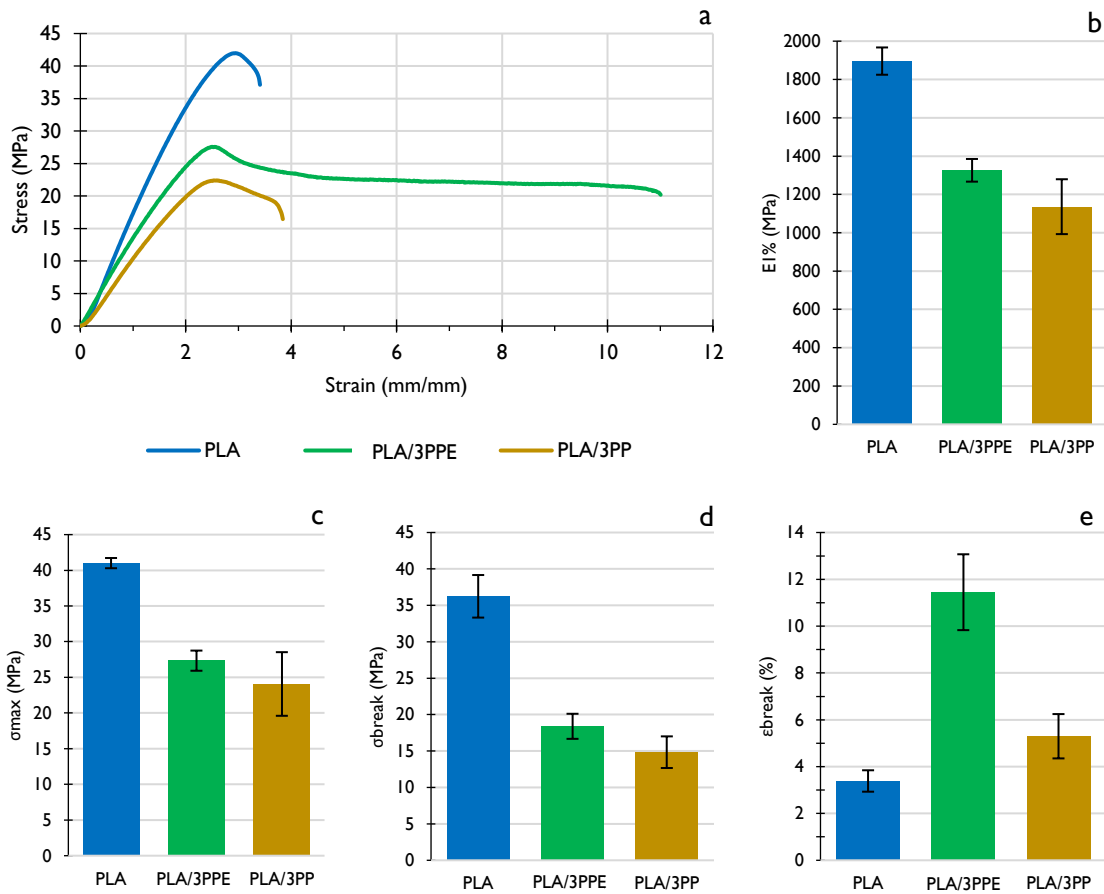 a
45
40
35
30
25
20
15
10
5
0
Stress (MPa)
0 2 4 6 8 10 12
Strain (mm/mm)
PLA PLA/3PPE PLA/3PP
b
2000
1800
1600
1400
1200
1000
800
600
400
200
0
E1% (MPa)
PLA PLA/3PPE PLA/3PP
c
45
40
35
30
25
20
15
10
5
0
σmax (MPa)
PLA PLA/3PPE PLA/3PP
d
45
40
35
30
25
20
15
10
5
0
σbreak (MPa)
PLA PLA/3PPE PLA/3PP
e
14
12
10
8
6
4
2
0
εbreak (%)
PLA PLA/3PPE PLA/3PP